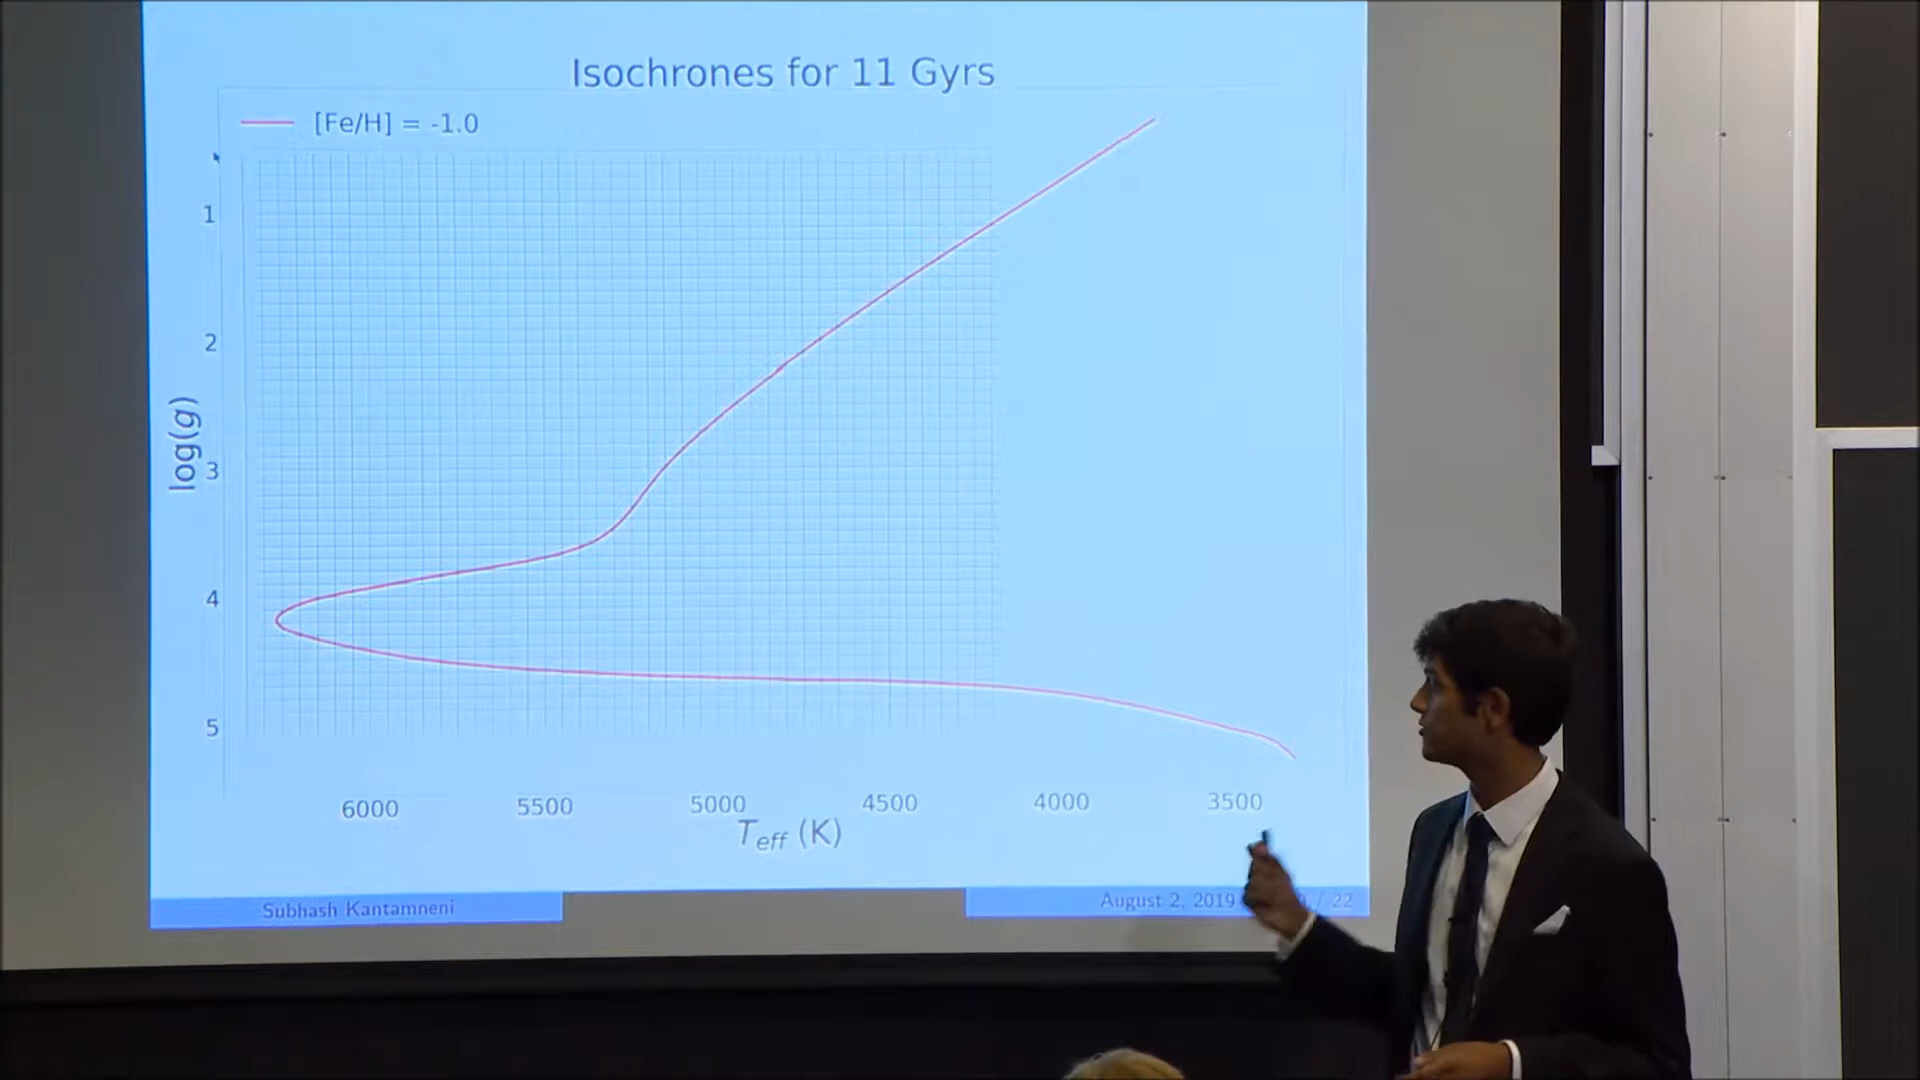 Isochrones for 11 Gyrs
[Fe/H] = -1.0
1
2
3
4
5
log(g)
6000 5500 5000 4500 4000 3500
Teff (K)
Subhash Kantamneni
August 2, 2019 / 22